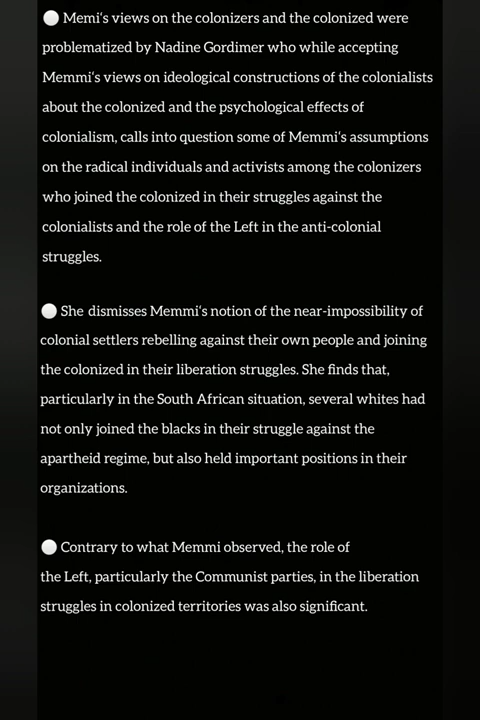 ⚪ Memi‘s views on the colonizers and the colonized were
problematized by Nadine Gordimer who while accepting
Memmi‘s views on ideological constructions of the colonialists
about the colonized and the psychological effects of
colonialism, calls into question some of Memmi‘s assumptions
on the radical individuals and activists among the colonizers
who joined the colonized in their struggles against the
colonialists and the role of the Left in the anti-colonial
struggles.
⚪ She dismisses Memmi‘s notion of the near-impossibility of
colonial settlers rebelling against their own people and joining
the colonized in their liberation struggles. She finds that,
particularly in the South African situation, several whites had
not only joined the blacks in their struggle against the
apartheid regime, but also held important positions in their
organizations.
⚪ Contrary to what Memmi observed, the role of
the Left, particularly the Communist parties, in the liberation
struggles in colonized territories was also significant.